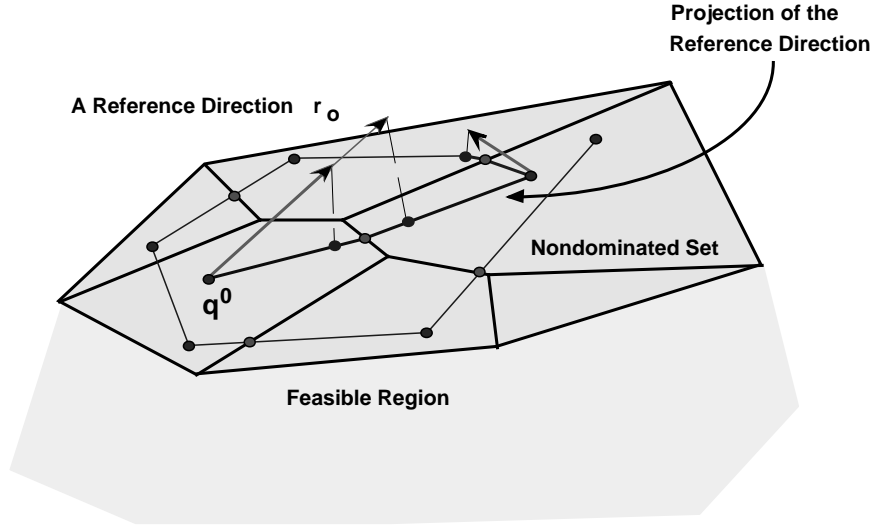 Projection of the
Reference Direction
A Reference Direction r o
Nondominated Set
q0
Feasible Region